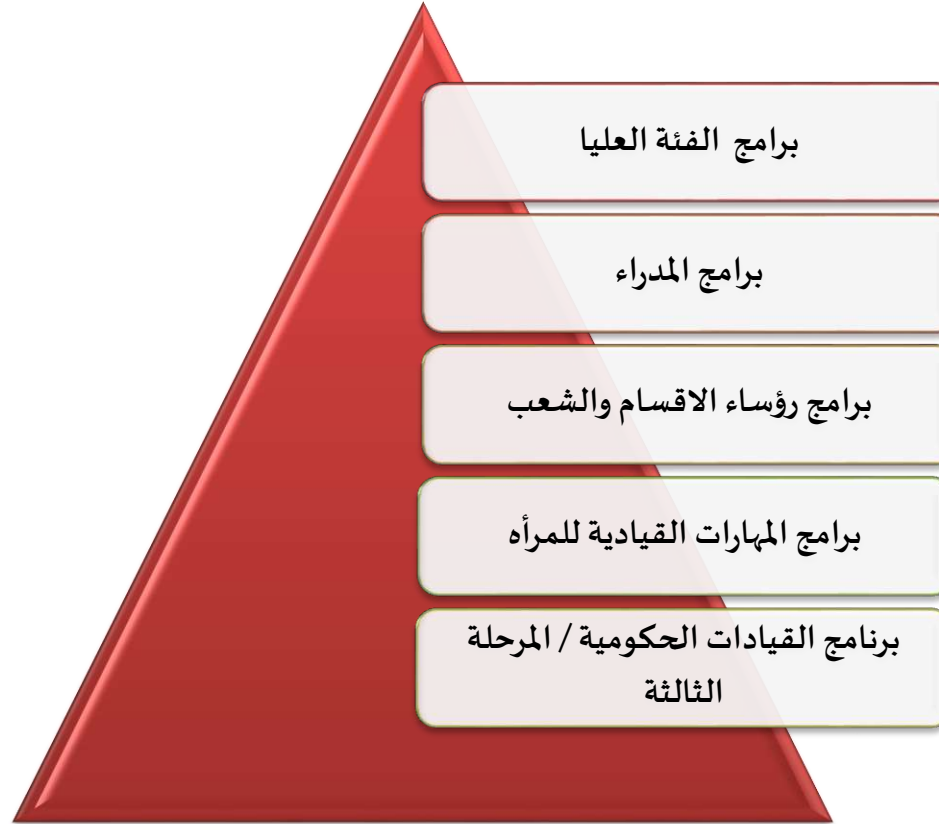 برامج الفئة العليا
برامج المدراء
برامج رؤساء الاقسام والشعب
برامج المهارات القيادية للمرأه
برنامج القيادات الحكومية / المرحلة
الثالثة